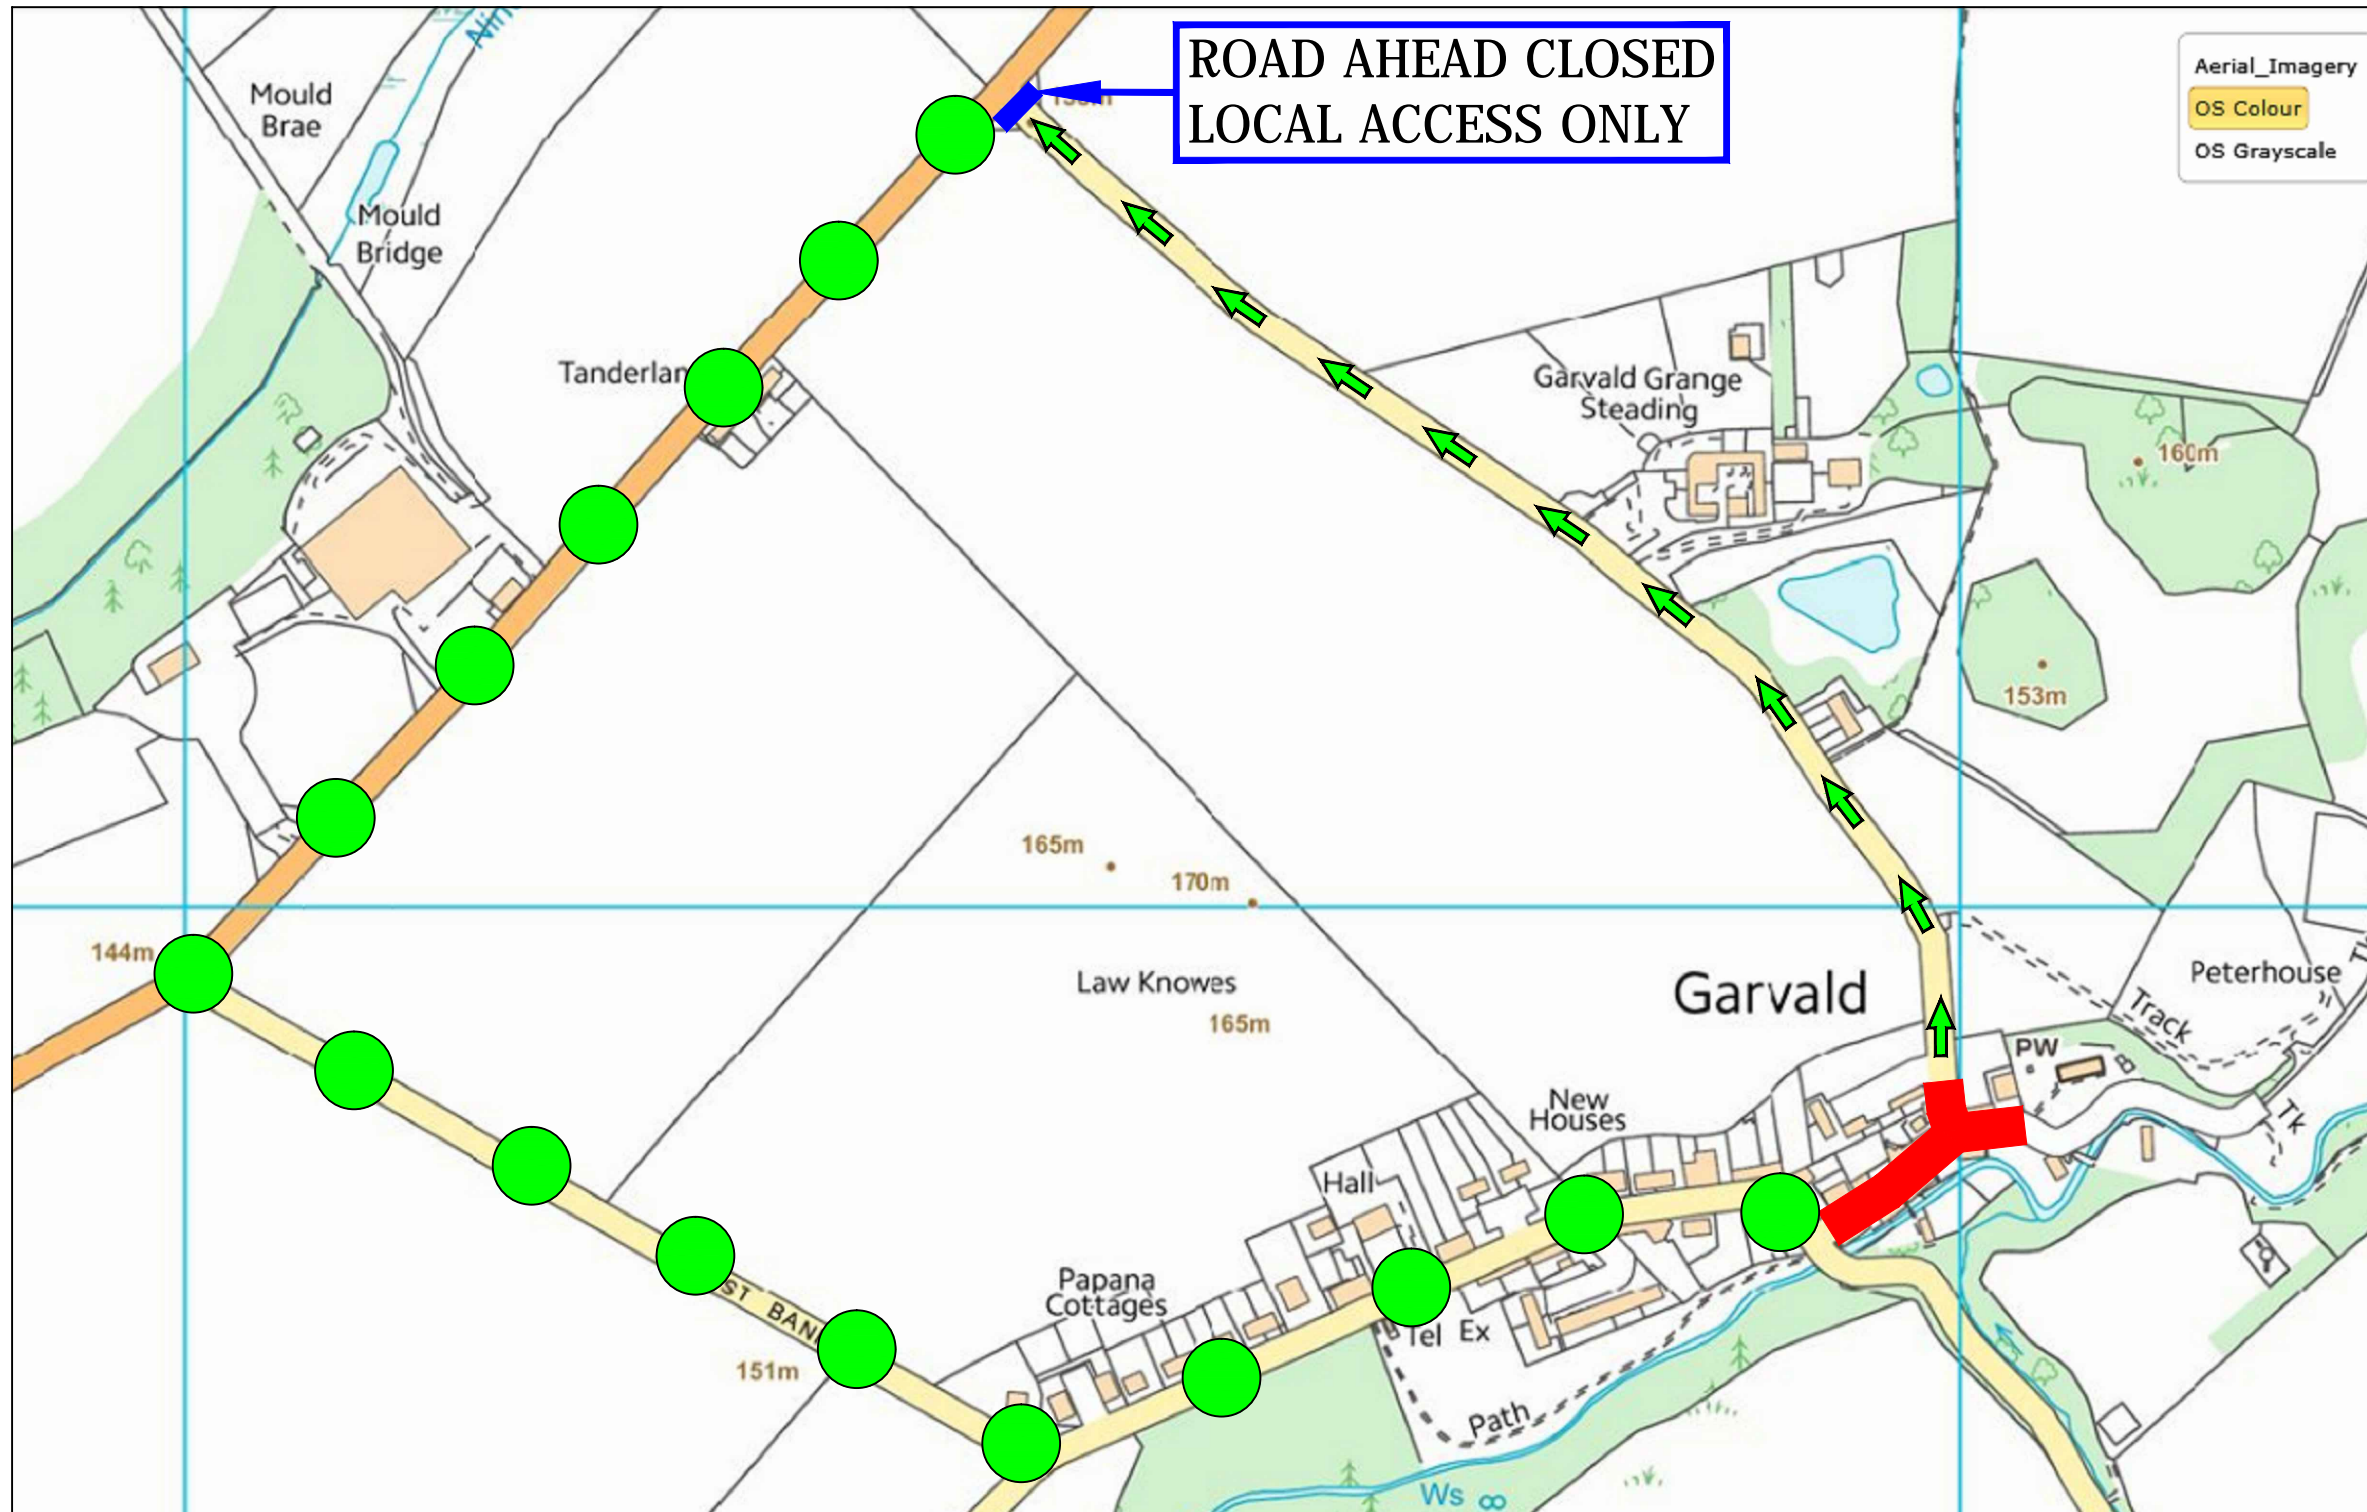 ROAD AHEAD CLOSED
LOCAL ACCESS ONLY
Aerial_Imagery
OS Colour
OS Grayscale
Mould
Brae
Mould
Bridge
Garvald Grange
Steading
160m
153m
165m
170m
144m
Law Knowes
165m
Garvald
Peterhouse
Track
PW
New
Houses
Tk
Hall
Papana
Cottages
Tel Ex
151m
Path
Ws